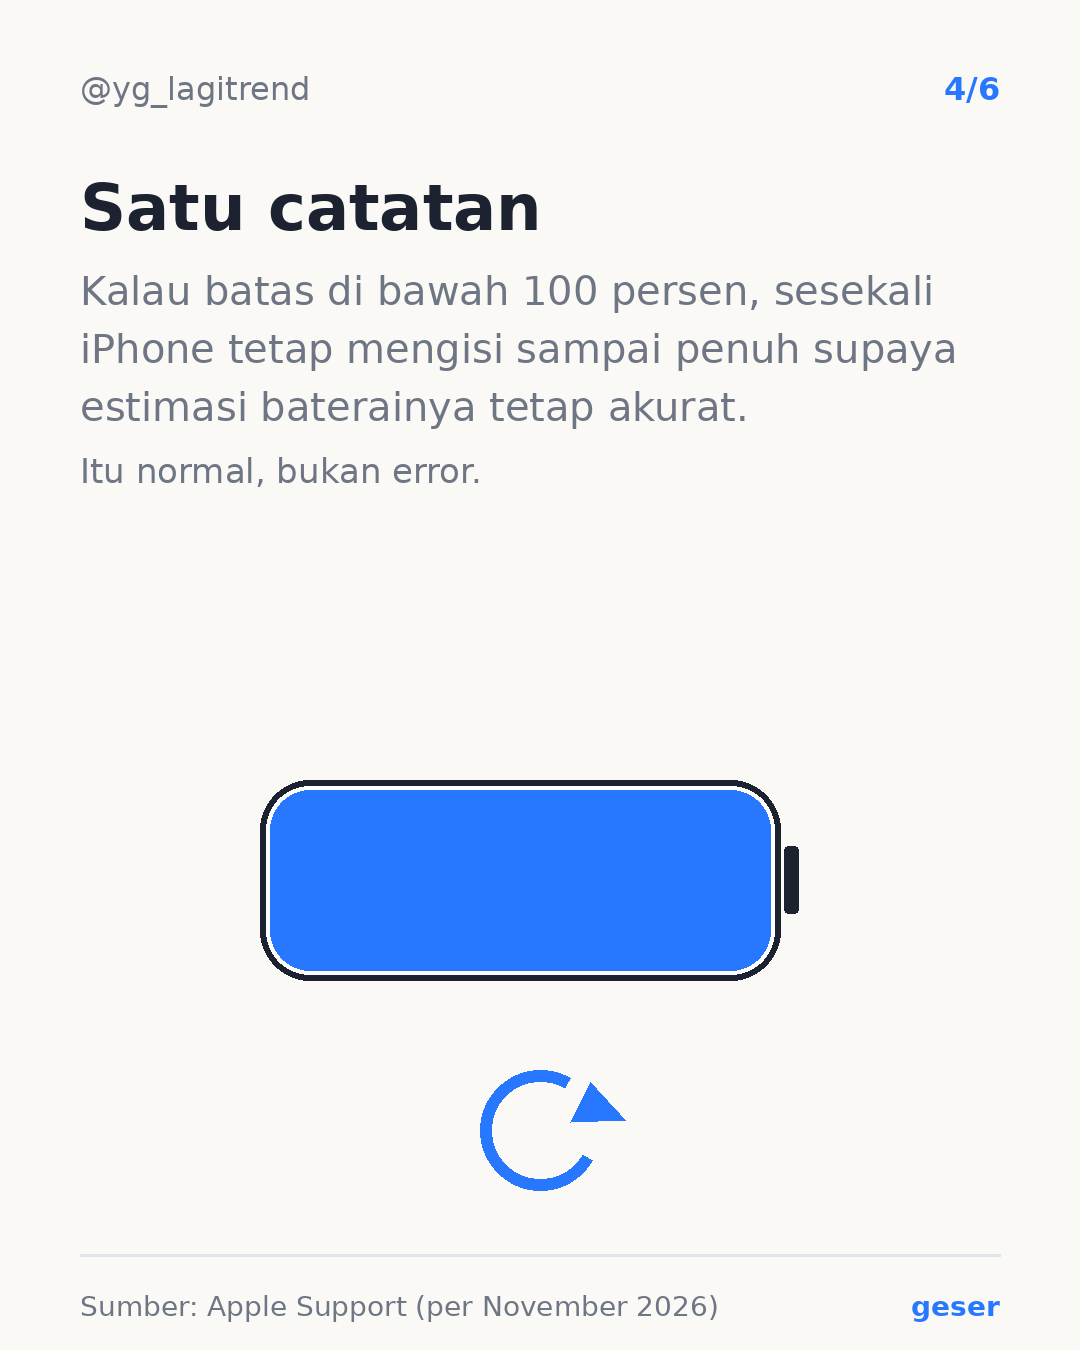 @yg_lagitrend
4/6
Satu catatan
Kalau batas di bawah 100 persen, sesekali
iPhone tetap mengisi sampai penuh supaya
estimasi baterainya tetap akurat.
Itu normal, bukan error.
Sumber: Apple Support (per November 2026)
geser